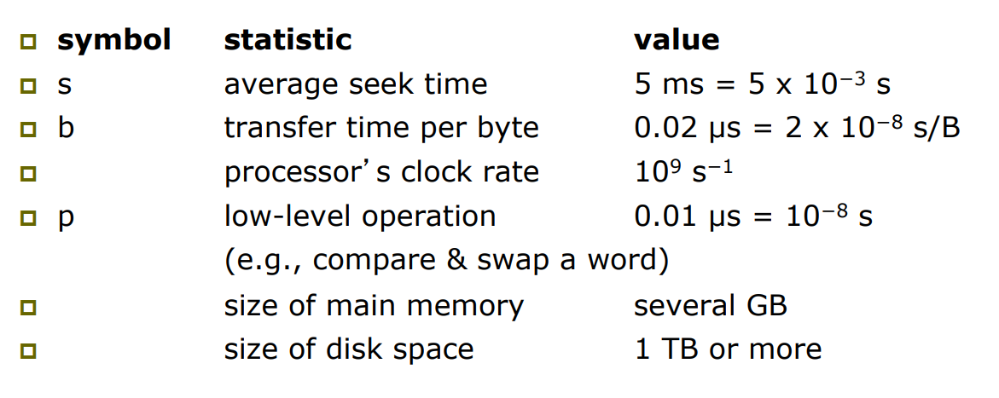 symbol statistic value
s average seek time 5 ms = 5 x 10⁻³ s
b transfer time per byte 0.02 μs = 2 x 10⁻⁸ s/B
processor’s clock rate 10⁹ s⁻¹
p low-level operation 0.01 μs = 10⁻⁸ s
(e.g., compare & swap a word)
size of main memory several GB
size of disk space 1 TB or more